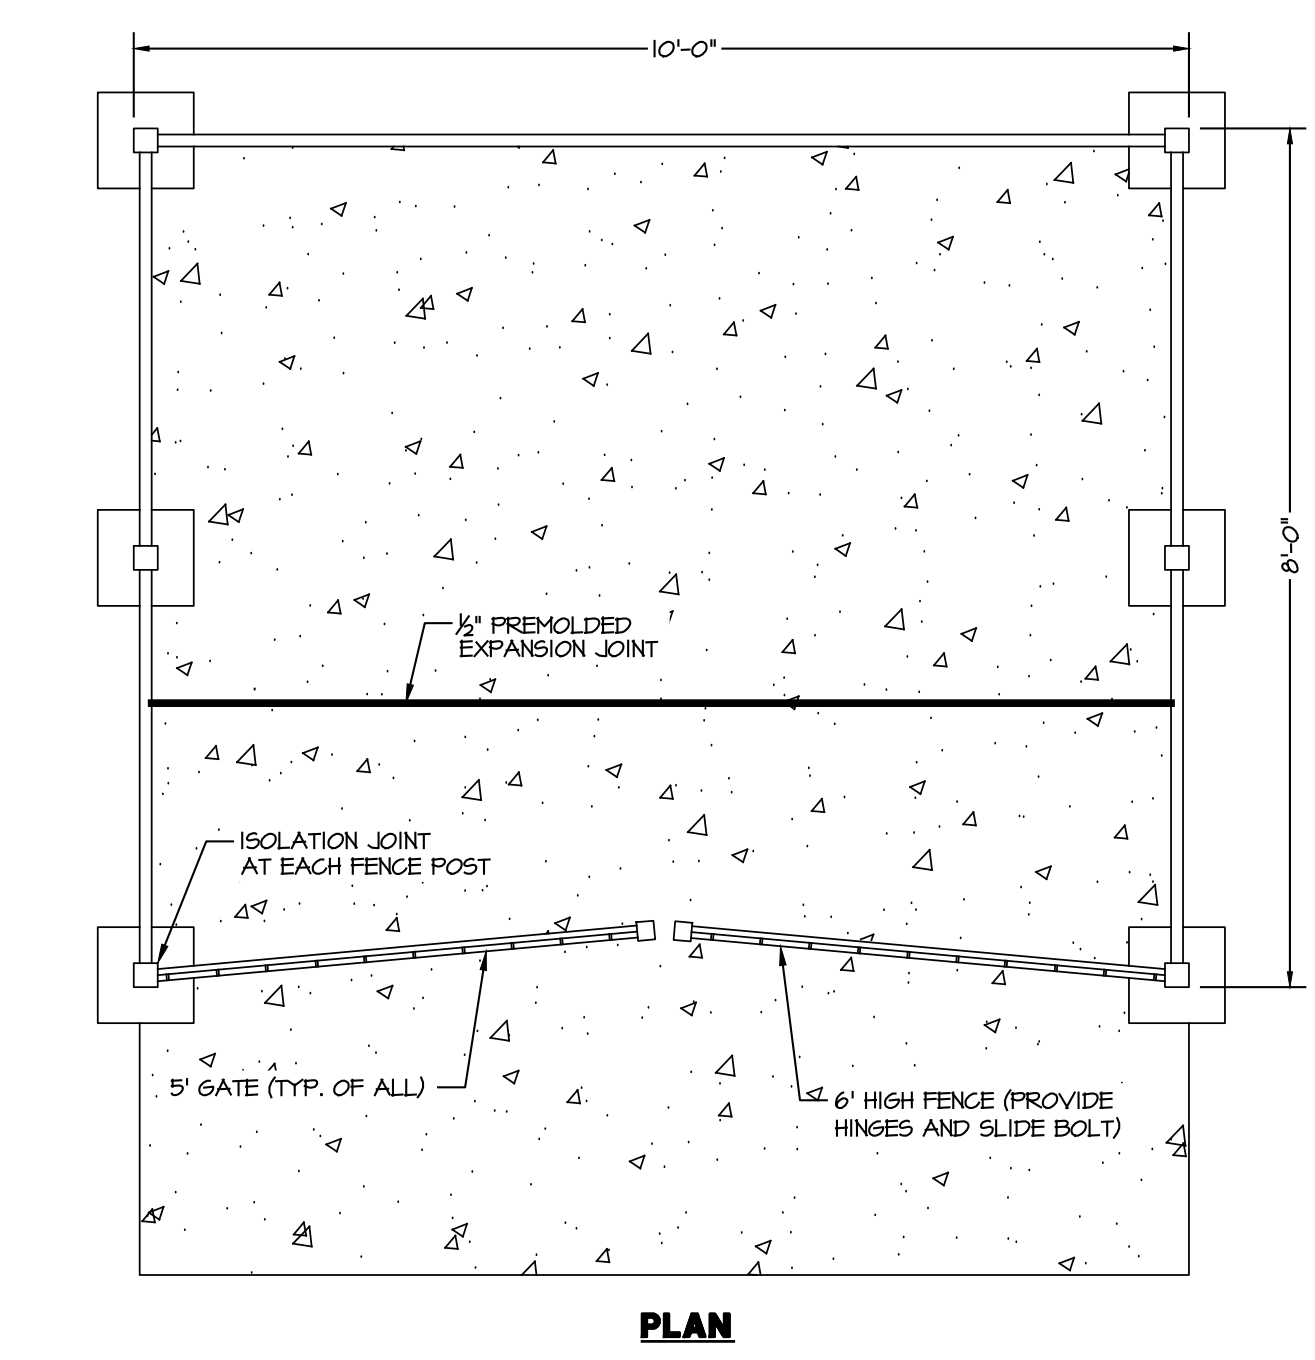 10'-0"
8'-0"
½" PREMOLDED
EXPANSION JOINT
ISOLATION JOINT
AT EACH FENCE POST
5' GATE (TYP. OF ALL)
6' HIGH FENCE (PROVIDE
HINGES AND SLIDE BOLT)
PLAN